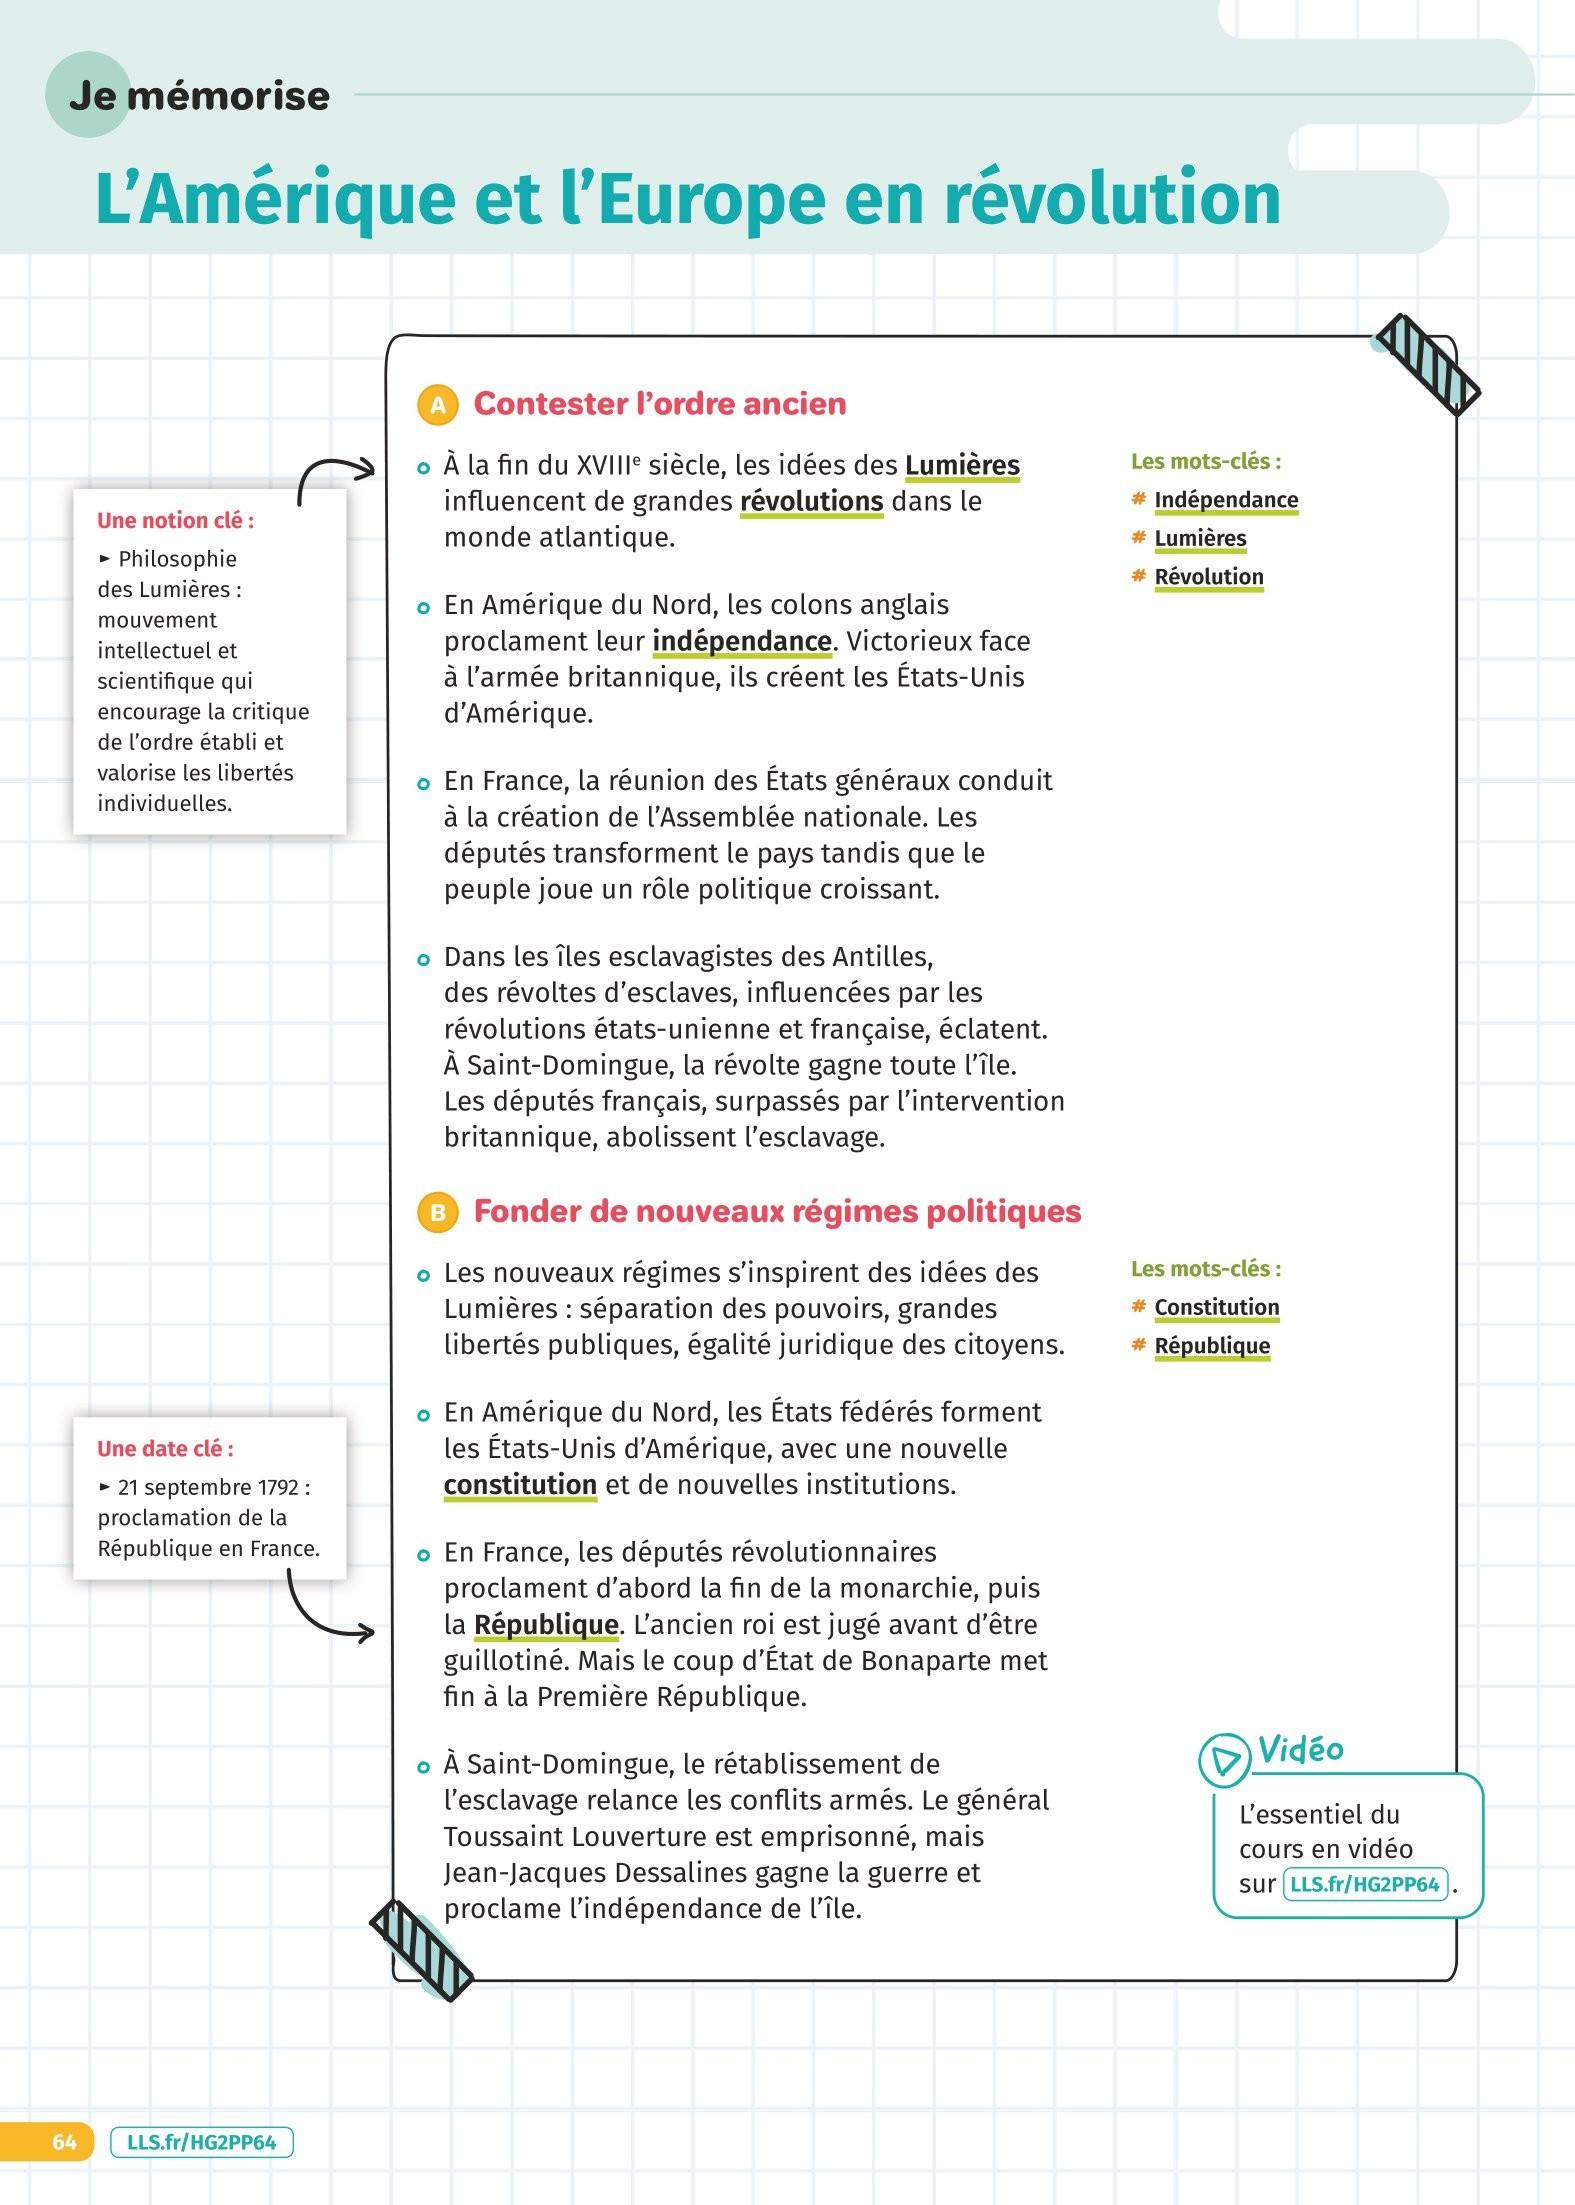 Je mémorise
L'Amérique et l'Europe en révolution
A Contester l'ordre ancien
À la fin du XVIIIe siècle, les idées des Lumières
influencent de grandes révolutions dans le
monde atlantique.
Les mots-clés :
# Indépendance
# Lumières
# Révolution
Une notion clé :
► Philosophie
des Lumières :
mouvement
intellectuel et
scientifique qui
encourage la critique
de l'ordre établi et
valorise les libertés
individuelles.
En Amérique du Nord, les colons anglais
proclament leur indépendance. Victorieux face
à l'armée britannique, ils créent les États-Unis
d'Amérique.
En France, la réunion des États généraux conduit
à la création de l'Assemblée nationale. Les
députés transforment le pays tandis que le
peuple joue un rôle politique croissant.
Dans les îles esclavagistes des Antilles,
des révoltes d'esclaves, influencées par les
révolutions états-unienne et française, éclatent.
À Saint-Domingue, la révolte gagne toute l'île.
Les députés français, surpassés par l'intervention
britannique, abolissent l'esclavage.
B Fonder de nouveaux régimes politiques
Les nouveaux régimes s'inspirent des idées des
Lumières : séparation des pouvoirs, grandes
libertés publiques, égalité juridique des citoyens.
Les mots-clés :
# Constitution
# République
En Amérique du Nord, les États fédérés forment
les États-Unis d'Amérique, avec une nouvelle
constitution et de nouvelles institutions.
Une date clé :
► 21 septembre 1792 :
proclamation de la
République en France.
En France, les députés révolutionnaires
proclament d'abord la fin de la monarchie, puis
la République. L'ancien roi est jugé avant d'être
guillotiné. Mais le coup d'État de Bonaparte met
fin à la Première République.
À Saint-Domingue, le rétablissement de
l'esclavage relance les conflits armés. Le général
Toussaint Louverture est emprisonné, mais
Jean-Jacques Dessalines gagne la guerre et
proclame l'indépendance de l'île.
Vidéo
L'essentiel du
cours en vidéo
sur LLS.fr/HG2PP64 .
64 LLS.fr/HG2PP64